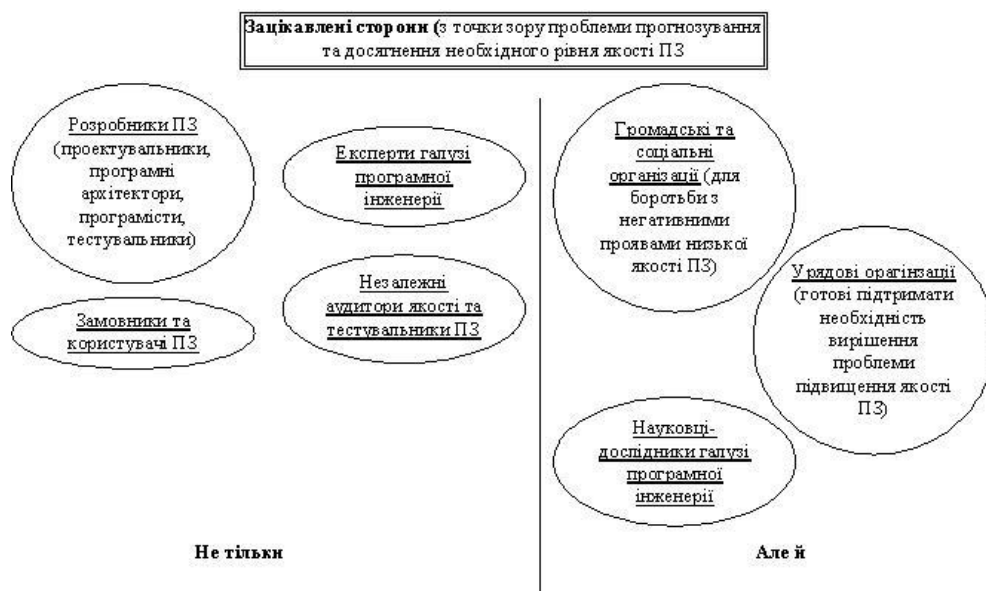 Зацікавлені сторони (з точки зору проблеми прогнозування
та досягнення необхідного рівня якості ПЗ
Розробники ПЗ
(проектувальники,
програмні
архітектори,
програмісти,
тестувальники)
Експерти галузі
програмної
інженерії
Замовники та
користувачі ПЗ
Незалежні
аудитори якості та
тестувальники ПЗ
Не тільки
Громадські та
соціальні
організації (для
боротьби з
негативними
проявами низької
якості ПЗ)
Урядові орагінзації
(готові підтримати
необхідність
вирішення
проблеми
підвищення якості
ПЗ)
Науковці-
дослідники галузі
програмної
інженерії
Але й